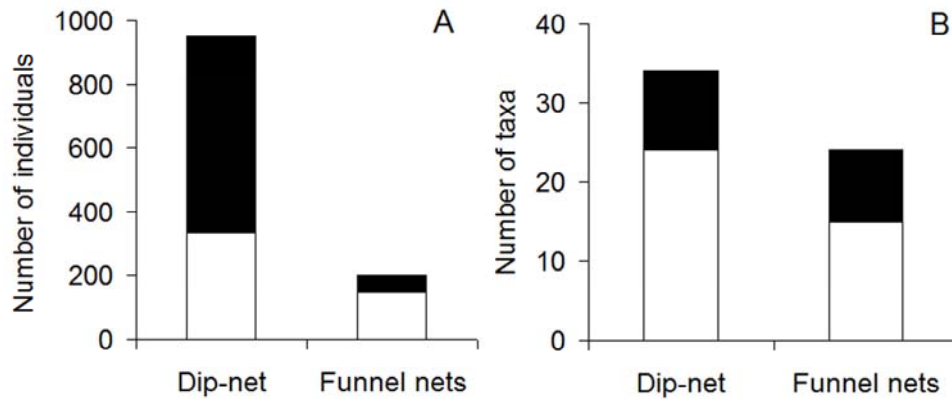 A
Number of individuals
1000
800
600
400
200
0
Dip-net
Funnel nets
B
Number of taxa
40
30
20
10
0
Dip-net
Funnel nets